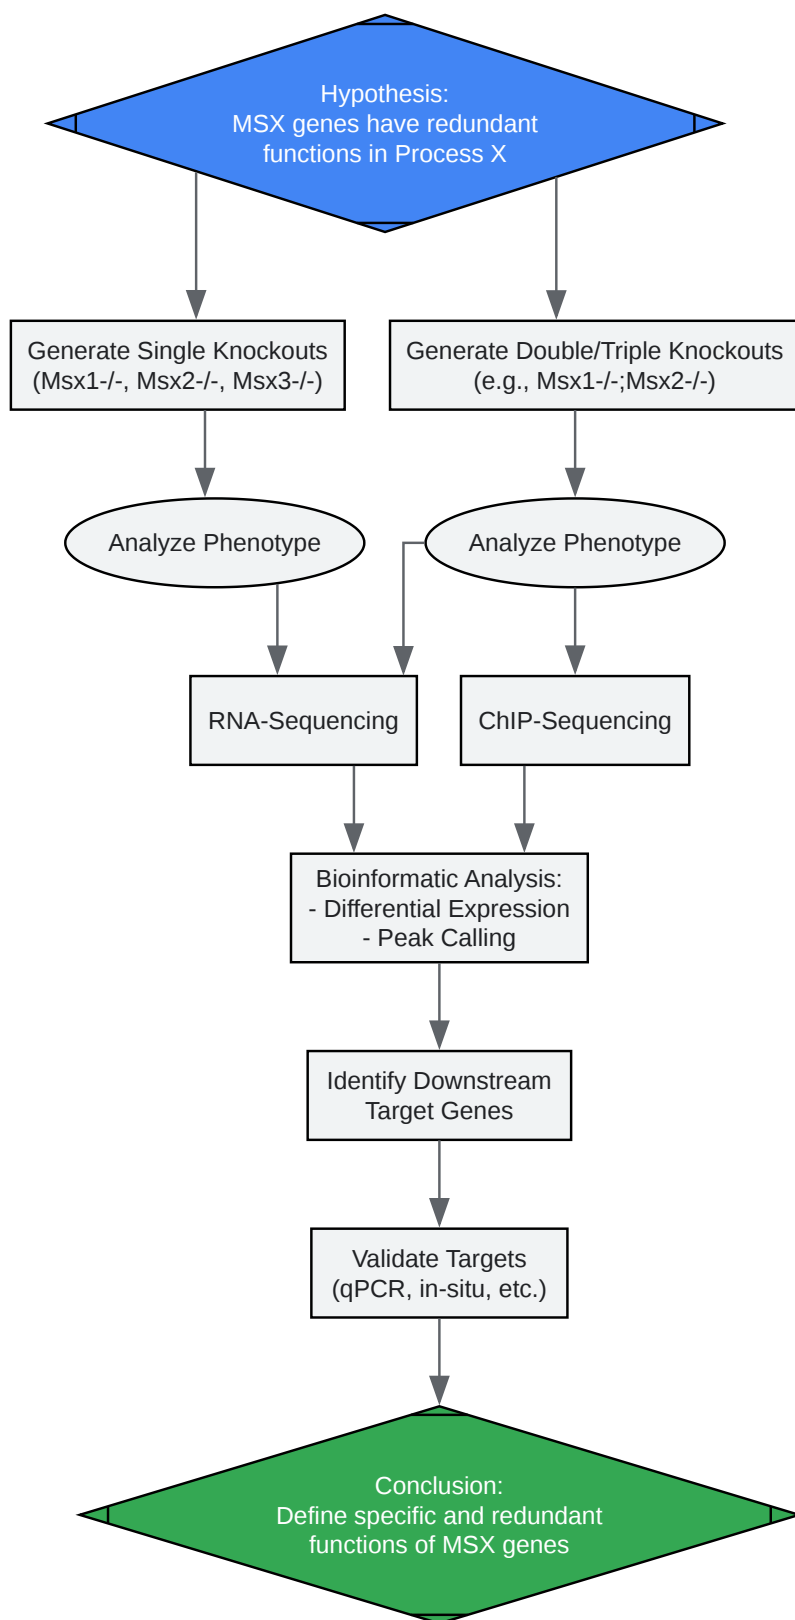 Hypothesis:
MSX genes have redundant
functions in Process X
Generate Single Knockouts
(Msx1-/-, Msx2-/-, Msx3-/-)
Generate Double/Triple Knockouts
(e.g., Msx1-/-;Msx2-/-)
Analyze Phenotype
Analyze Phenotype
RNA-Sequencing
ChIP-Sequencing
Bioinformatic Analysis:
- Differential Expression
- Peak Calling
Identify Downstream
Target Genes
Validate Targets
(qPCR, in-situ, etc.)
Conclusion:
Define specific and redundant
functions of MSX genes